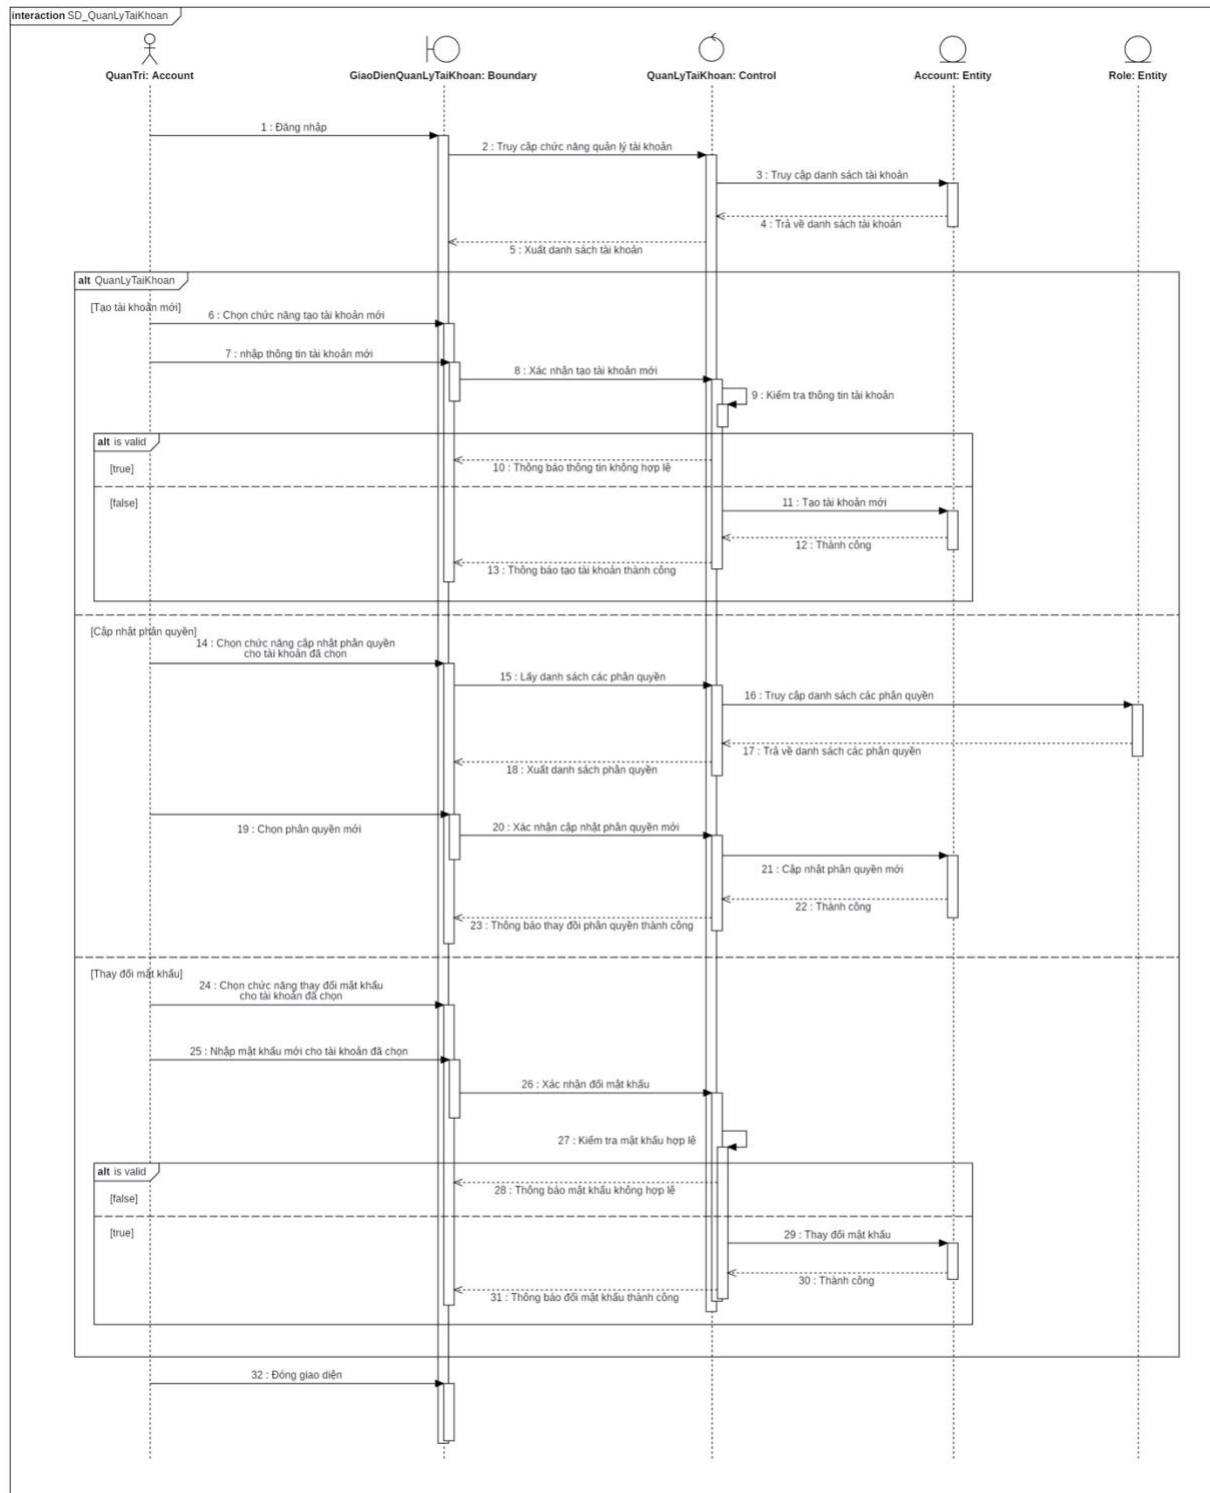 interaction SD_QuanLyTaiKhoan
QuanTri: Account
GiaoDienQuanLyTaiKhoan: Boundary
QuanLyTaiKhoan: Control
Account: Entity
Role: Entity
1 : Đăng nhập
2 : Truy cập chức năng quản lý tài khoản
3 : Truy cập danh sách tài khoản
4 : Trả về danh sách tài khoản
5 : Xuất danh sách tài khoản
alt QuanLyTaiKhoan
[Tạo tài khoản mới]
6 : Chọn chức năng tạo tài khoản mới
7 : nhập thông tin tài khoản mới
8 : Xác nhận tạo tài khoản mới
9 : Kiểm tra thông tin tài khoản
alt is valid
[true]
10 : Thông báo thông tin không hợp lệ
[false]
11 : Tạo tài khoản mới
12 : Thành công
13 : Thông báo tạo tài khoản thành công
[Cập nhật phân quyền]
14 : Chọn chức năng cập nhật phân quyền
cho tài khoản đã chọn
15 : Lấy danh sách các phân quyền
16 : Truy cập danh sách các phân quyền
17 : Trả về danh sách các phân quyền
18 : Xuất danh sách phân quyền
19 : Chọn phân quyền mới
20 : Xác nhận cập nhật phân quyền mới
21 : Cập nhật phân quyền mới
22 : Thành công
23 : Thông báo thay đổi phân quyền thành công
[Thay đổi mật khẩu]
24 : Chọn chức năng thay đổi mật khẩu
cho tài khoản đã chọn
25 : Nhập mật khẩu mới cho tài khoản đã chọn
26 : Xác nhận đổi mật khẩu
27 : Kiểm tra mật khẩu hợp lệ
alt is valid
28 : Thông báo mật khẩu không hợp lệ
[false]
[true]
29 : Thay đổi mật khẩu
30 : Thành công
31 : Thông báo đổi mật khẩu thành công
32 : Đóng giao diện